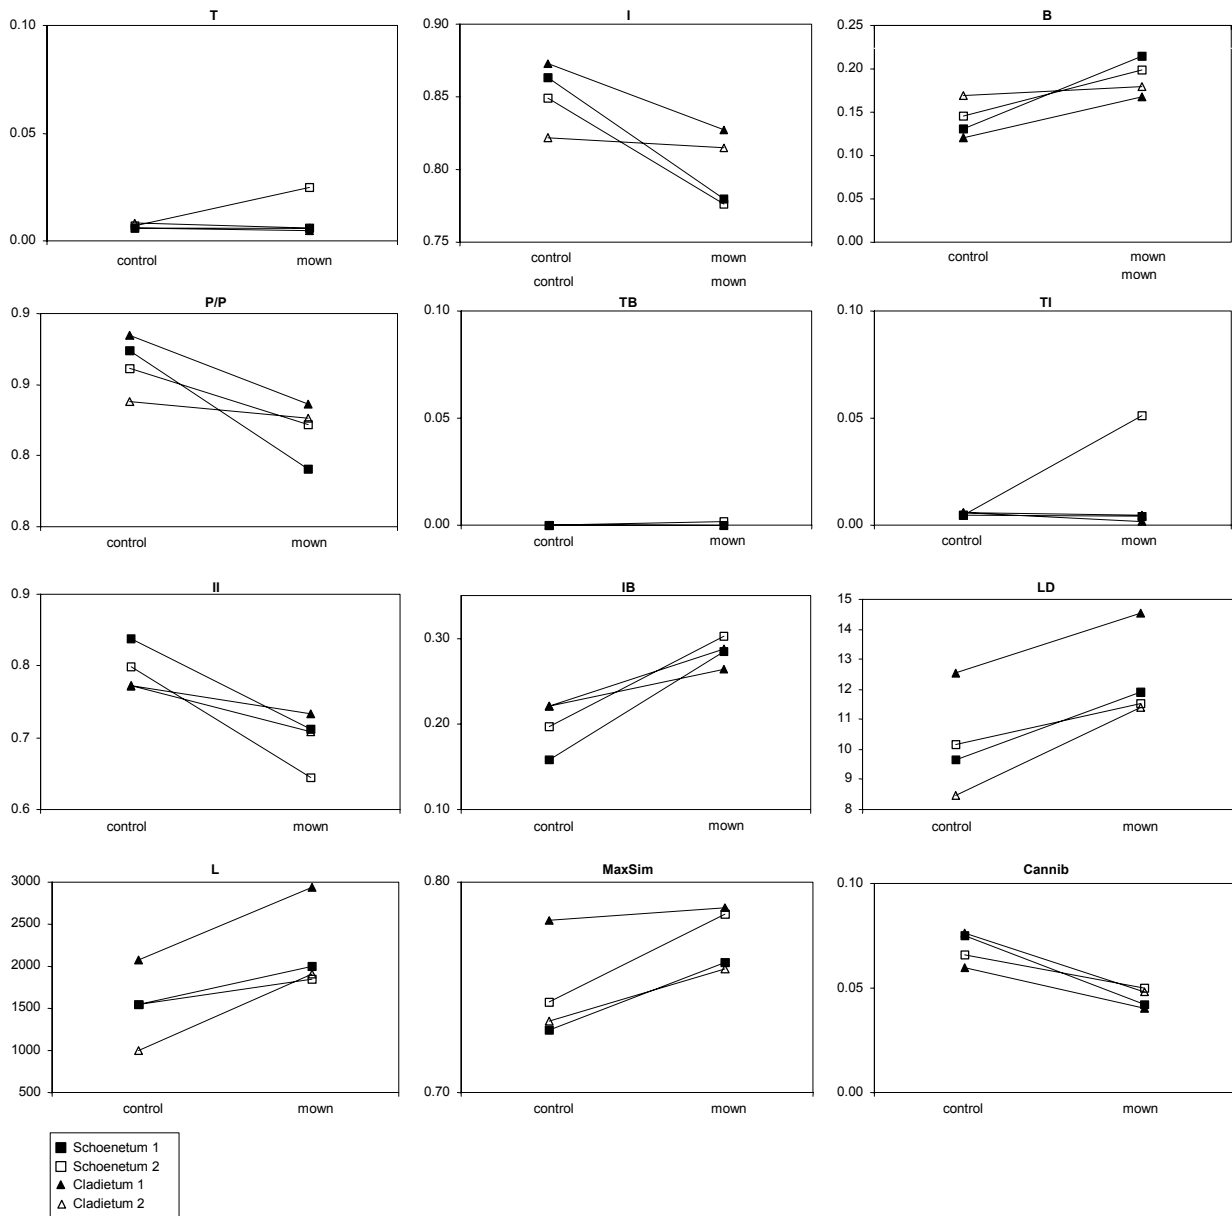 T
0.10
0.05
0.00
control mown
I
0.90
0.85
0.80
0.75
control mown
control mown
B
0.25
0.20
0.15
0.10
0.05
0.00
control mown
mown
P/P
0.9
0.9
0.8
0.8
control mown
TB
0.10
0.05
0.00
control mown
TI
0.10
0.05
0.00
control mown
II
0.9
0.8
0.7
0.6
control mown
IB
0.30
0.20
0.10
control mown
LD
15
14
13
12
11
10
9
8
control mown
L
3000
2500
2000
1500
1000
500
control mown
MaxSim
0.80
0.70
control mown
Cannib
0.10
0.05
0.00
control mown
Schoenetum 1
Schoenetum 2
Cladietum 1
Cladietum 2